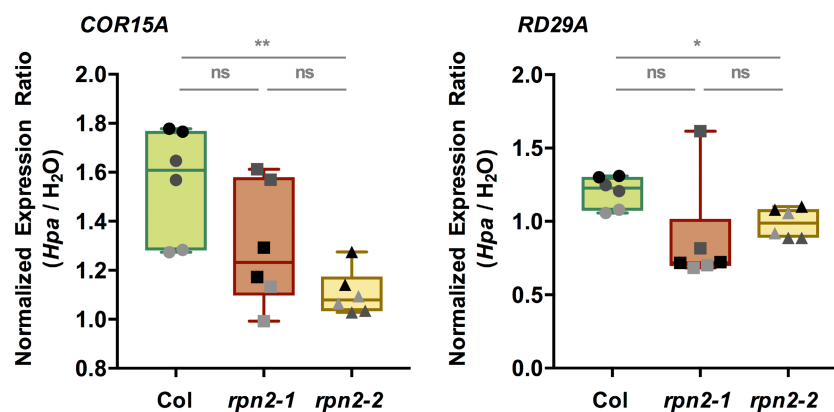 COR15A
**
ns ns
Normalized Expression Ratio
(Hpa / H₂O)
2.0
1.8
1.6
1.4
1.2
1.0
0.8
Col rpn2-1 rpn2-2
RD29A
*
ns ns
Normalized Expression Ratio
(Hpa / H₂O)
2.0
1.5
1.0
0.5
0.0
Col rpn2-1 rpn2-2